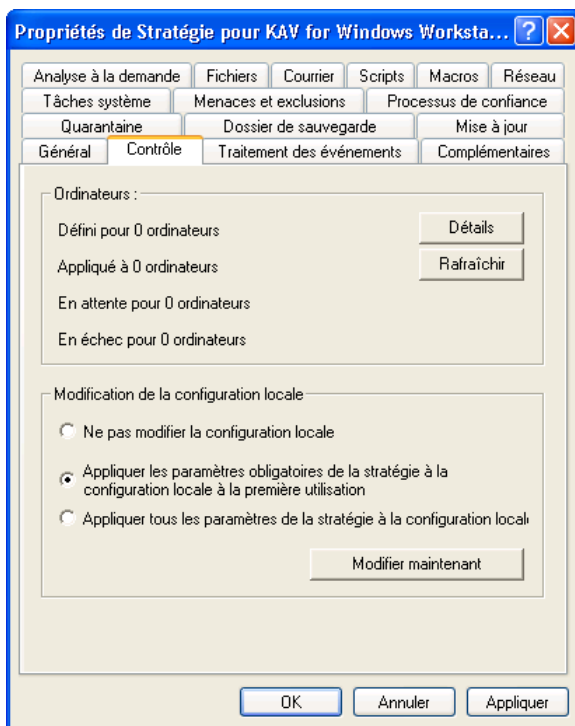 Propriétés de Stratégie pour KAV for Windows Worksta...
Analyse à la demande Fichiers Courrier Scripts Macros Réseau
Tâches système Menaces et exclusions Processus de confiance
Quarantaine Dossier de sauvegarde Mise à jour
Général Contrôle Traitement des événements Complémentaires
Ordinateurs :
Défini pour 0 ordinateurs Détails
Appliqué à 0 ordinateurs Rafraîchir
En attente pour 0 ordinateurs
En échec pour 0 ordinateurs
Modification de la configuration locale
Ne pas modifier la configuration locale
Appliquer les paramètres obligatoires de la stratégie à la
configuration locale à la première utilisation
Appliquer tous les paramètres de la stratégie à la configuration locale
Modifier maintenant
OK Annuler Appliquer